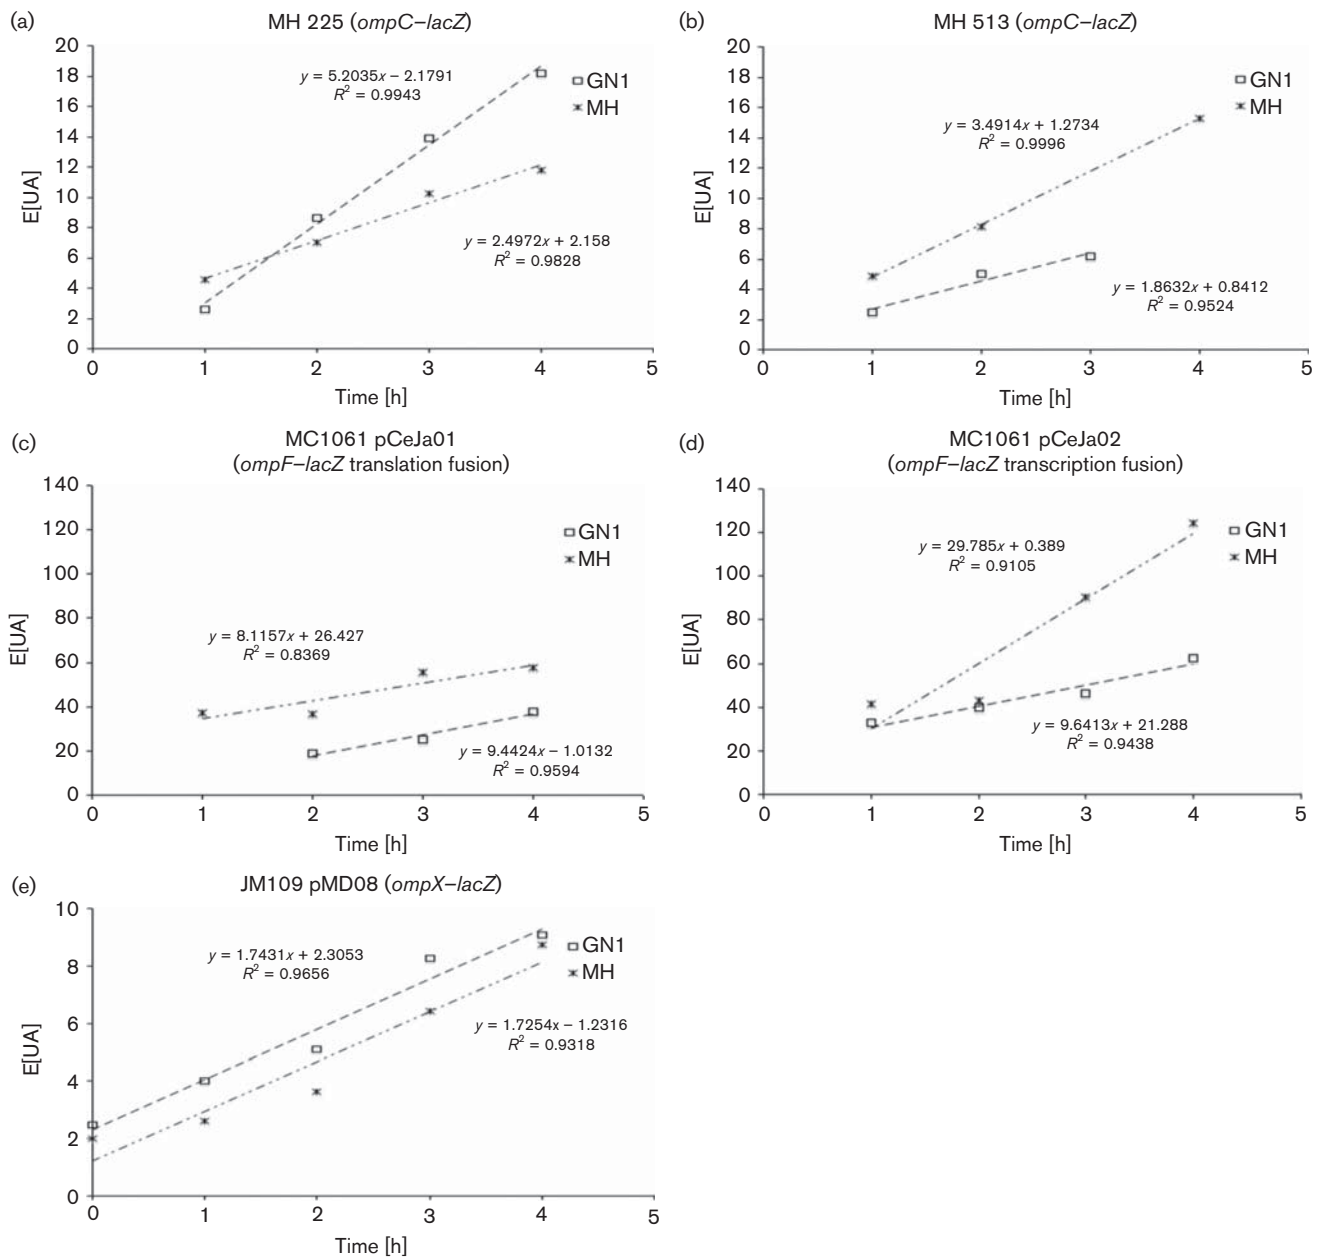 (a)
MH 225 (ompC–lacZ)
20
18
16
14
12
10
8
6
4
2
0
E[UA]
y = 5.2035x – 2.1791
R² = 0.9943
GN1
MH
y = 2.4972x + 2.158
R² = 0.9828
0 1 2 3 4 5
Time [h]
(b)
MH 513 (ompC–lacZ)
20
18
16
14
12
10
8
6
4
2
0
E[UA]
y = 3.4914x + 1.2734
R² = 0.9996
GN1
MH
y = 1.8632x + 0.8412
R² = 0.9524
0 1 2 3 4 5
Time [h]
(c)
MC1061 pCeJa01
(ompF–lacZ translation fusion)
140
120
100
80
60
40
20
0
E[UA]
GN1
MH
y = 8.1157x + 26.427
R² = 0.8369
y = 9.4424x – 1.0132
R² = 0.9594
0 1 2 3 4 5
Time [h]
(d)
MC1061 pCeJa02
(ompF–lacZ transcription fusion)
140
120
100
80
60
40
20
0
E[UA]
GN1
MH
y = 29.785x + 0.389
R² = 0.9105
y = 9.6413x + 21.288
R² = 0.9438
0 1 2 3 4 5
Time [h]
(e)
JM109 pMD08 (ompX–lacZ)
10
8
6
4
2
0
E[UA]
y = 1.7431x + 2.3053
R² = 0.9656
GN1
MH
y = 1.7254x – 1.2316
R² = 0.9318
0 1 2 3 4 5
Time [h]